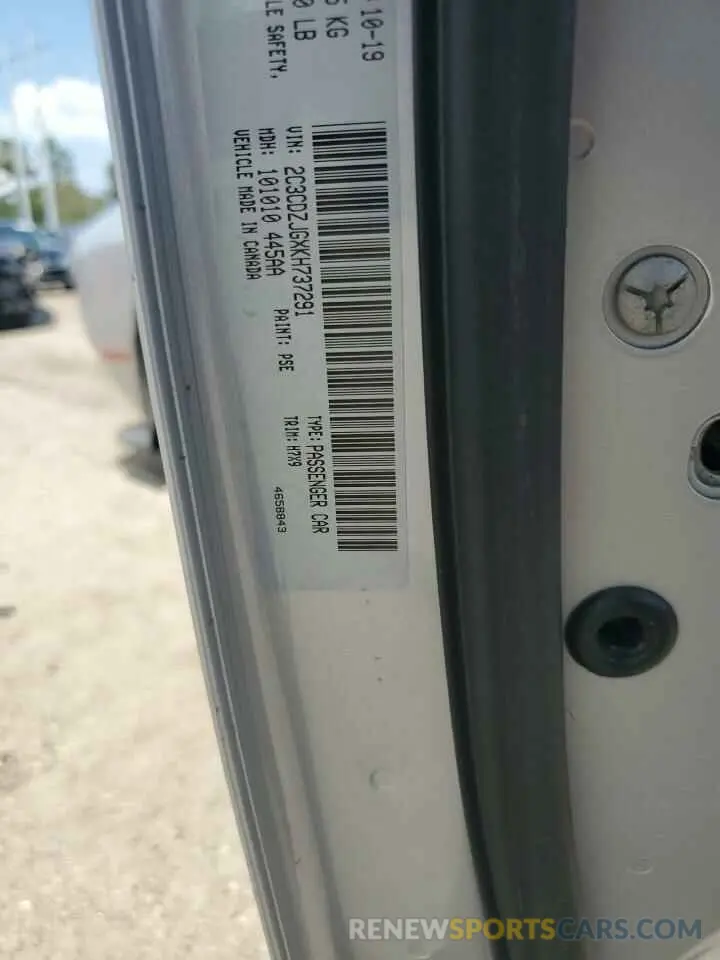 10-19
KG
LB
LE SAFETY,
VIN: 2C3CDZJGXKH737291
TYPE: PASSENGER CAR
MDH: 101010 445AA
PAINT: PSE
TRIM: H7X9
VEHICLE MADE IN CANADA
4658843
RENEWSPORTSCARS.COM